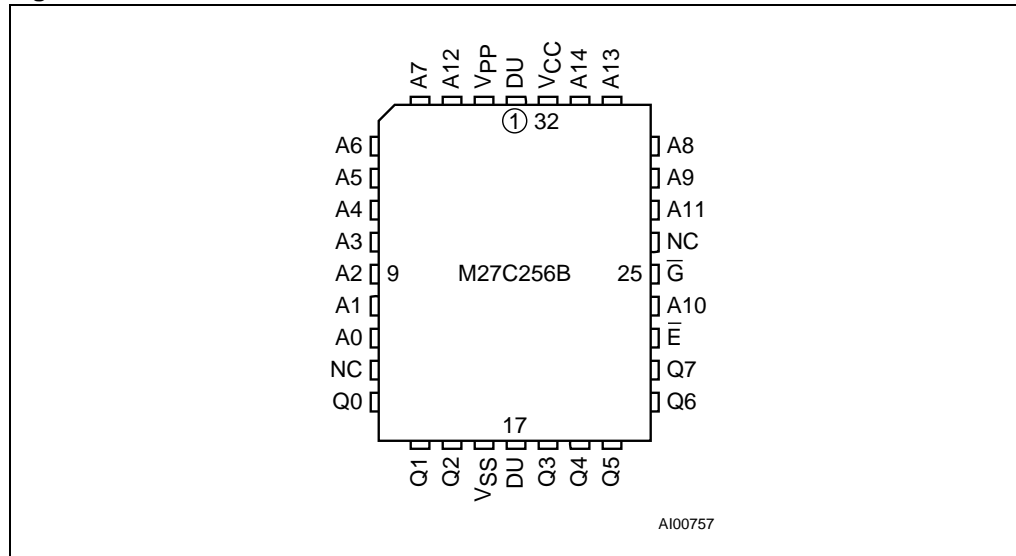 A7 A12 VPP DU VCC A14 A13
1 32
A6 A8
A5 A9
A4 A11
A3 NC
A2 9 M27C256B 25 G̅
A1 A10
A0 E̅
NC Q7
Q0 Q6
17
Q1 Q2 VSS DU Q3 Q4 Q5
AI00757